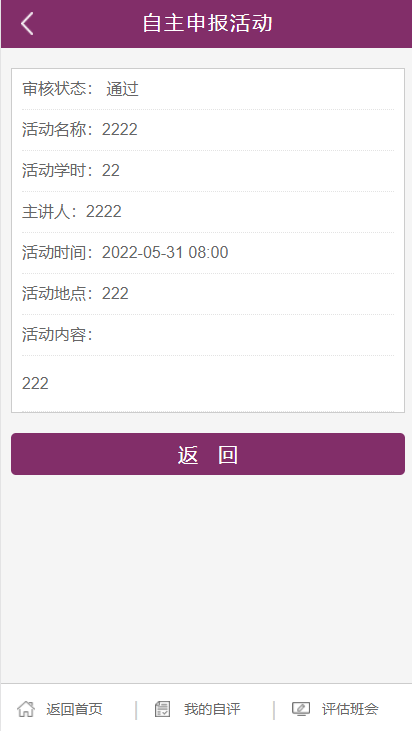 自主申报活动
审核状态： 通过
活动名称：2222
活动学时：22
主讲人：2222
活动时间：2022-05-31 08:00
活动地点：222
活动内容：
222
返 回
返回首页 我的自评 评估班会